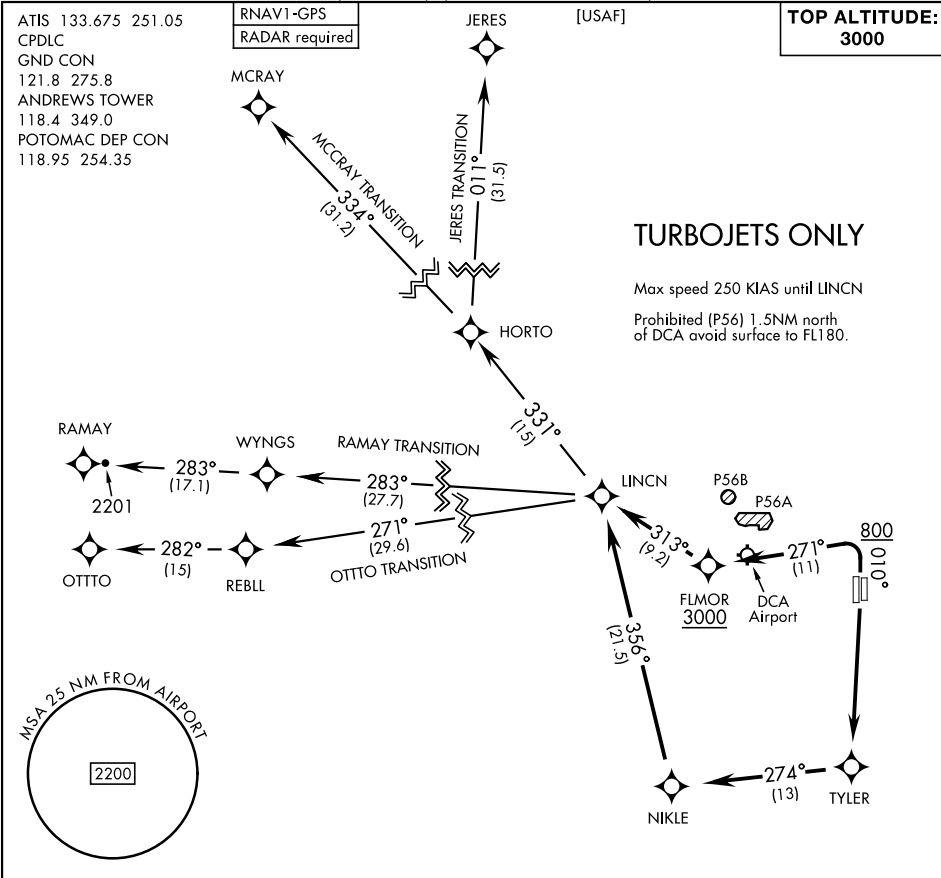 ATIS 133.675 251.05
CPDLC
GND CON
121.8 275.8
ANDREWS TOWER
118.4 349.0
POTOMAC DEP CON
118.95 254.35
RNAV1-GPS
RADAR required
[USAF]
TOP ALTITUDE:
3000
JERES
MCRAY
MCCRAY TRANSITION
334°
(31.2)
JERES TRANSITION
011°
(31.5)
TURBOJETS ONLY
Max speed 250 KIAS until LINCN
Prohibited (P56) 1.5NM north
of DCA avoid surface to FL180.
HORTO
331°
(15)
RAMAY
WYNGS
RAMAY TRANSITION
283°
(17.1)
283°
(27.7)
2201
LINCN
P56B
P56A
271°
(29.6)
OTTTO TRANSITION
282°
(15)
OTTTO
REBLL
313°
(9.2)
271°
(11)
800
010°
FLMOR
3000
DCA
Airport
356°
(21.5)
MSA 25 NM FROM AIRPORT
2200
274°
(13)
NIKLE
TYLER